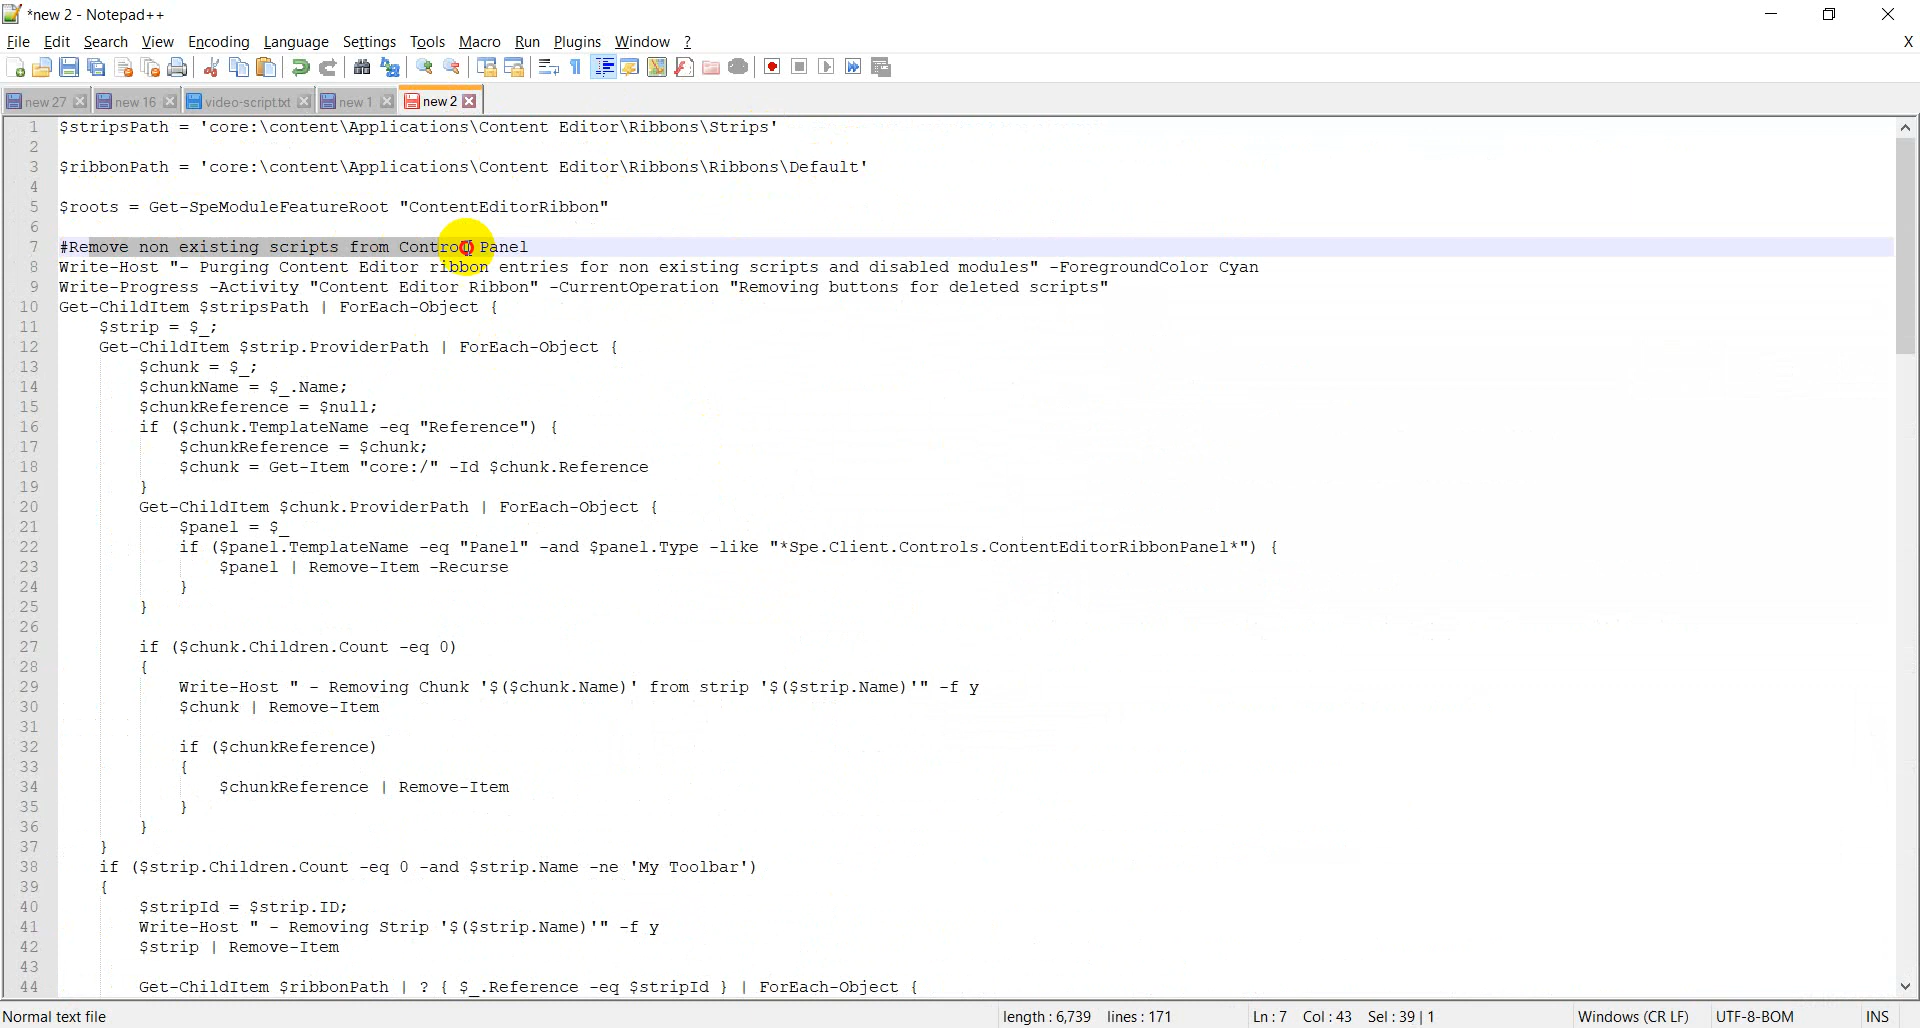 *new 2 - Notepad++
File Edit Search View Encoding Language Settings Tools Macro Run Plugins Window ? X
new 27 new 16 video-script.txt new 1 new 2
1 $stripsPath = 'core:\content\Applications\Content Editor\Ribbons\Strips'
2
3 $ribbonPath = 'core:\content\Applications\Content Editor\Ribbons\Ribbons\Default'
4
5 $roots = Get-SpeModuleFeatureRoot "ContentEditorRibbon"
6
7 #Remove non existing scripts from Control Panel
8 Write-Host "- Purging Content Editor ribbon entries for non existing scripts and disabled modules" -ForegroundColor Cyan
9 Write-Progress -Activity "Content Editor Ribbon" -CurrentOperation "Removing buttons for deleted scripts"
10 Get-ChildItem $stripsPath | ForEach-Object {
11 $strip = $_;
12 Get-ChildItem $strip.ProviderPath | ForEach-Object {
13 $chunk = $_;
14 $chunkName = $_.Name;
15 $chunkReference = $null;
16 if ($chunk.TemplateName -eq "Reference") {
17 $chunkReference = $chunk;
18 $chunk = Get-Item "core:/" -Id $chunk.Reference
19 }
20 Get-ChildItem $chunk.ProviderPath | ForEach-Object {
21 $panel = $_
22 if ($panel.TemplateName -eq "Panel" -and $panel.Type -like "*Spe.Client.Controls.ContentEditorRibbonPanel*") {
23 $panel | Remove-Item -Recurse
24 }
25 }
26
27 if ($chunk.Children.Count -eq 0)
28 {
29 Write-Host " - Removing Chunk '$($chunk.Name)' from strip '$($strip.Name)'" -f y
30 $chunk | Remove-Item
31
32 if ($chunkReference)
33 {
34 $chunkReference | Remove-Item
35 }
36 }
37 }
38 if ($strip.Children.Count -eq 0 -and $strip.Name -ne 'My Toolbar')
39 {
40 $stripId = $strip.ID;
41 Write-Host " - Removing Strip '$($strip.Name)'" -f y
42 $strip | Remove-Item
43
44 Get-ChildItem $ribbonPath | ? { $_.Reference -eq $stripId } | ForEach-Object {
Normal text file length : 6,739 lines : 171 Ln : 7 Col : 43 Sel : 39 | 1 Windows (CR LF) UTF-8-BOM INS